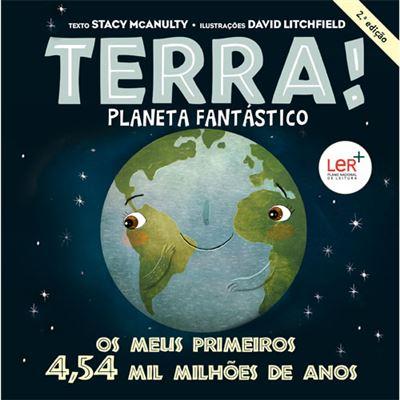 TEXTO STACY McANULTY • ILUSTRAÇÕES DAVID LITCHFIELD
2.ª edição
TERRA!
PLANETA FANTÁSTICO
LER+
PLANO NACIONAL
DE LEITURA
OS MEUS PRIMEIROS
4,54 MIL MILHÕES DE ANOS